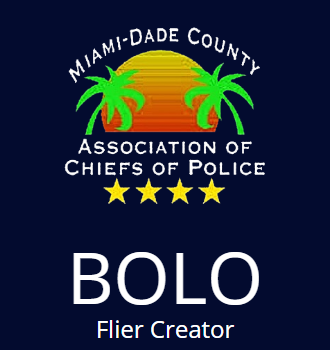 Miami-Dade County
Association of
Chiefs of Police
BOLO
Flier Creator